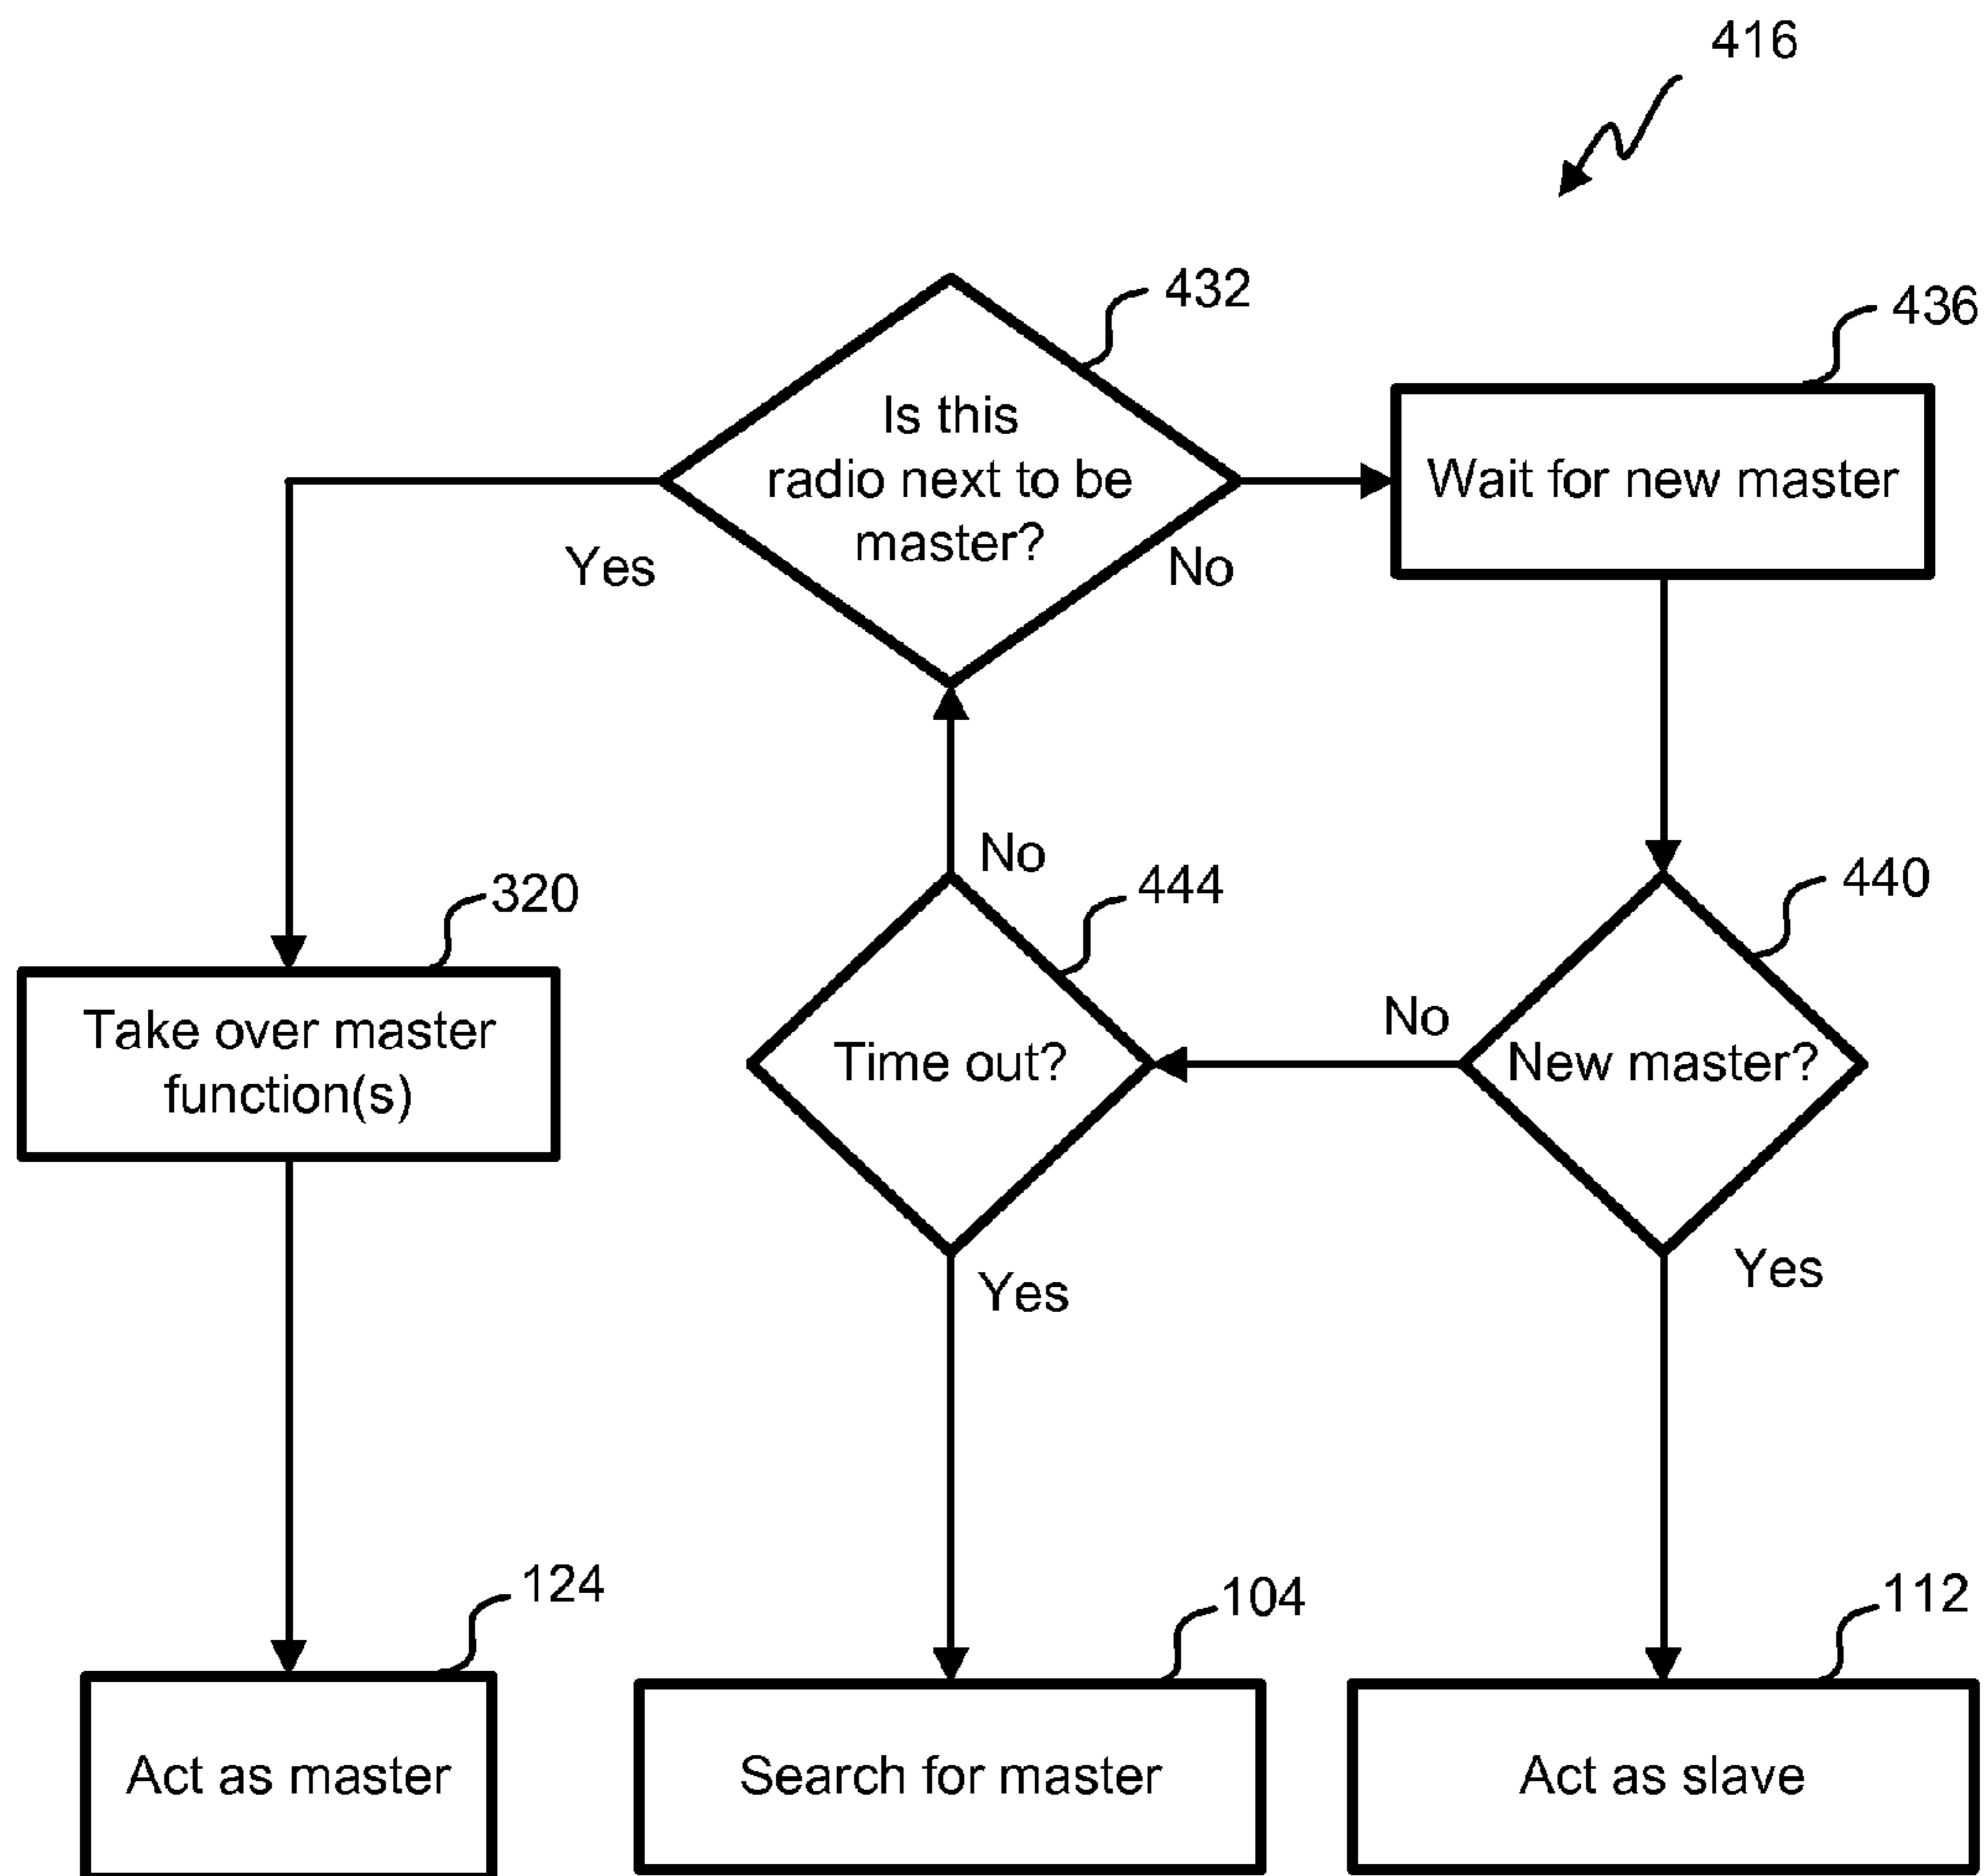 416
432
436
Is this
radio next to be
master?
Wait for new master
Yes
No
No
444
440
320
No
Take over master
function(s)
Time out?
New master?
Yes
Yes
124
104
112
Act as master
Search for master
Act as slave